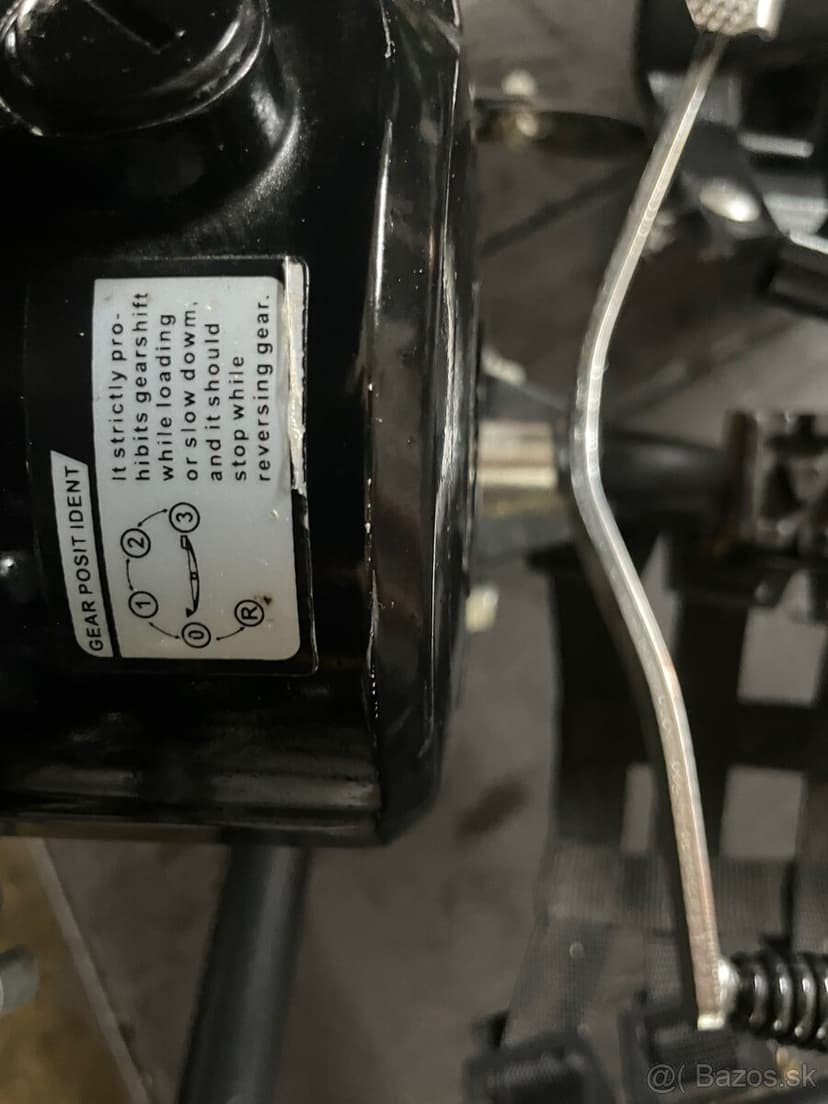 GEAR POSIT IDENT
1 2
0 3
R
It strictly pro-
hibits gearshift
while loading
or slow dowm,
and it should
stop while
reversing gear.
@( Bazos.sk